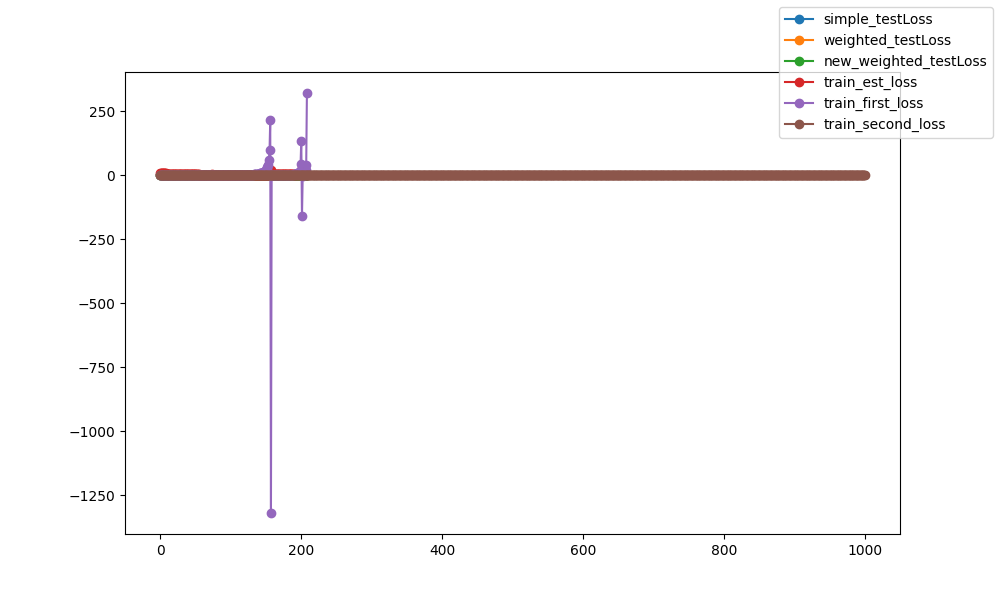 simple_testLoss
weighted_testLoss
new_weighted_testLoss
train_est_loss
train_first_loss
train_second_loss
250
0
−250
−500
−750
−1000
−1250
0 200 400 600 800 1000